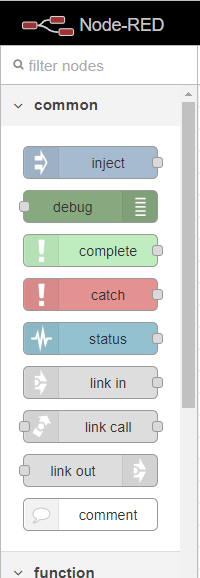 Node-RED
filter nodes
common
inject
debug
complete
catch
status
link in
link call
link out
comment
function